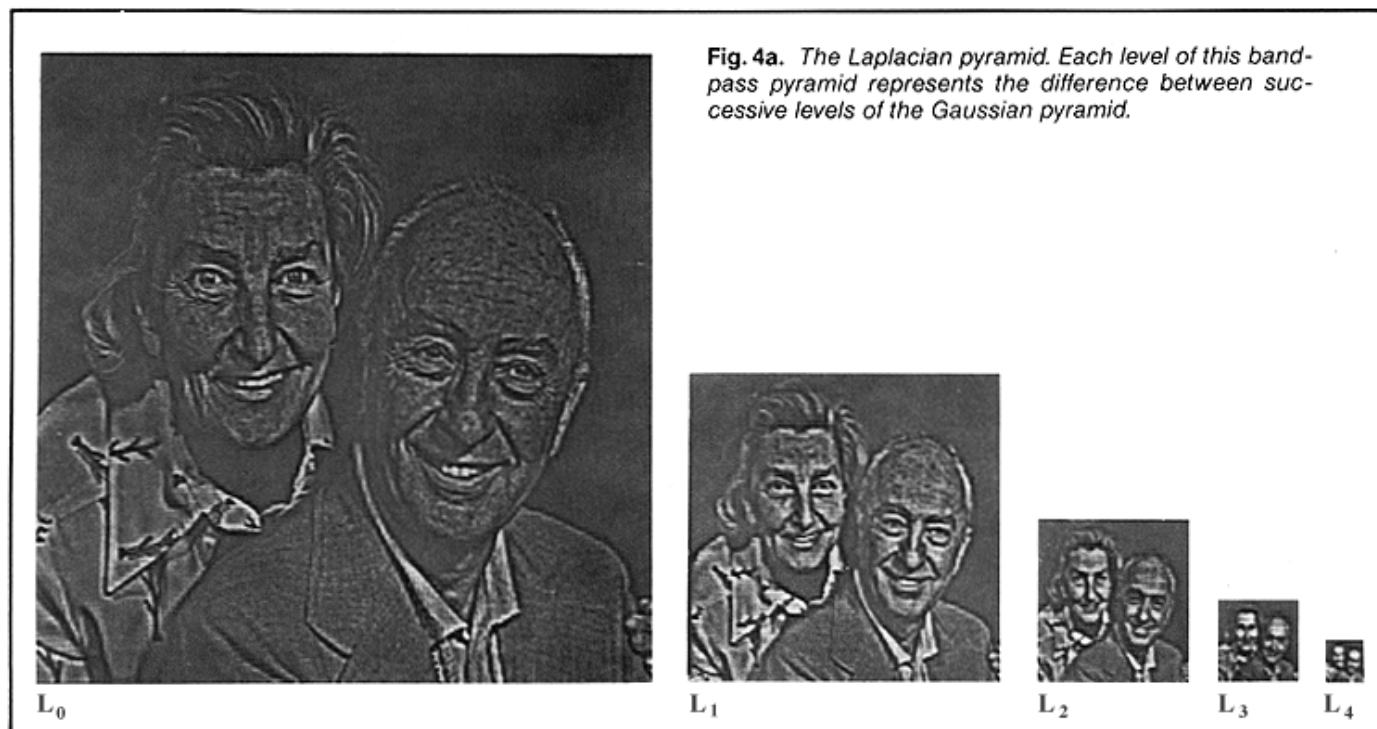 Fig. 4a. The Laplacian pyramid. Each level of this band-
pass pyramid represents the difference between suc-
cessive levels of the Gaussian pyramid.
L0 L1 L2 L3 L4